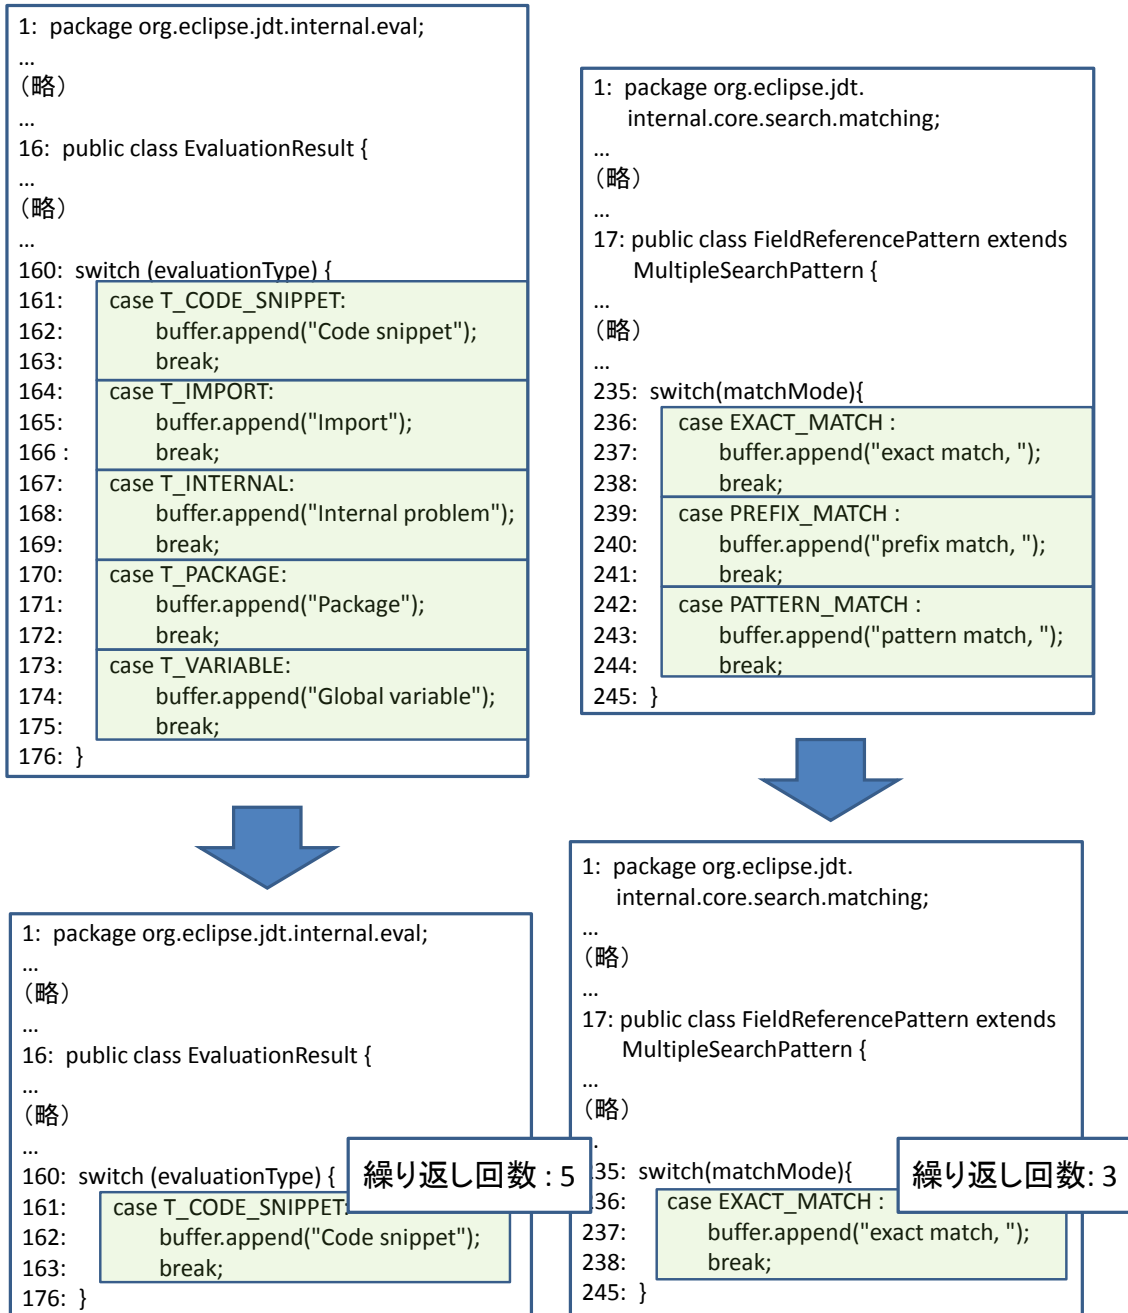 1: package org.eclipse.jdt.internal.eval;
...
（略）
...
16: public class EvaluationResult {
...
（略）
...
160: switch (evaluationType) {
161: case T_CODE_SNIPPET:
162: buffer.append("Code snippet");
163: break;
164: case T_IMPORT:
165: buffer.append("Import");
166 : break;
167: case T_INTERNAL:
168: buffer.append("Internal problem");
169: break;
170: case T_PACKAGE:
171: buffer.append("Package");
172: break;
173: case T_VARIABLE:
174: buffer.append("Global variable");
175: break;
176: }
1: package org.eclipse.jdt.
internal.core.search.matching;
...
（略）
...
17: public class FieldReferencePattern extends
MultipleSearchPattern {
...
（略）
...
235: switch(matchMode){
236: case EXACT_MATCH :
237: buffer.append("exact match, ");
238: break;
239: case PREFIX_MATCH :
240: buffer.append("prefix match, ");
241: break;
242: case PATTERN_MATCH :
243: buffer.append("pattern match, ");
244: break;
245: }
1: package org.eclipse.jdt.internal.eval;
...
（略）
...
16: public class EvaluationResult {
...
（略）
...
160: switch (evaluationType) {
繰り返し回数 : 5
161: case T_CODE_SNIPPET:
162: buffer.append("Code snippet");
163: break;
176: }
1: package org.eclipse.jdt.
internal.core.search.matching;
...
（略）
...
17: public class FieldReferencePattern extends
MultipleSearchPattern {
...
（略）
35: switch(matchMode){
繰り返し回数: 3
36: case EXACT_MATCH :
237: buffer.append("exact match, ");
238: break;
245: }